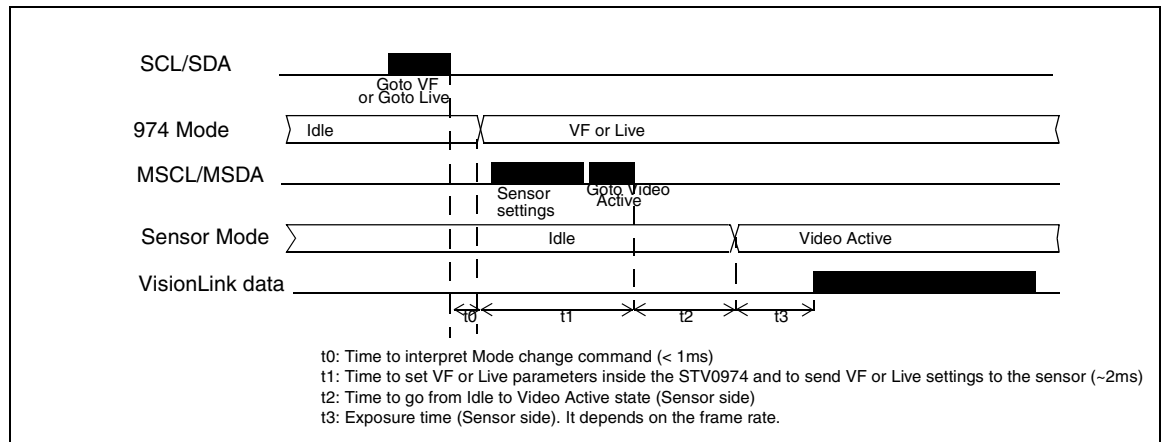 SCL/SDA
Goto VF
or Goto Live
974 Mode
Idle
VF or Live
MSCL/MSDA
Sensor
settings
Goto Video
Active
Sensor Mode
Idle
Video Active
VisionLink data
t0
t1
t2
t3
t0: Time to interpret Mode change command (< 1ms)
t1: Time to set VF or Live parameters inside the STV0974 and to send VF or Live settings to the sensor (~2ms)
t2: Time to go from Idle to Video Active state (Sensor side)
t3: Exposure time (Sensor side). It depends on the frame rate.